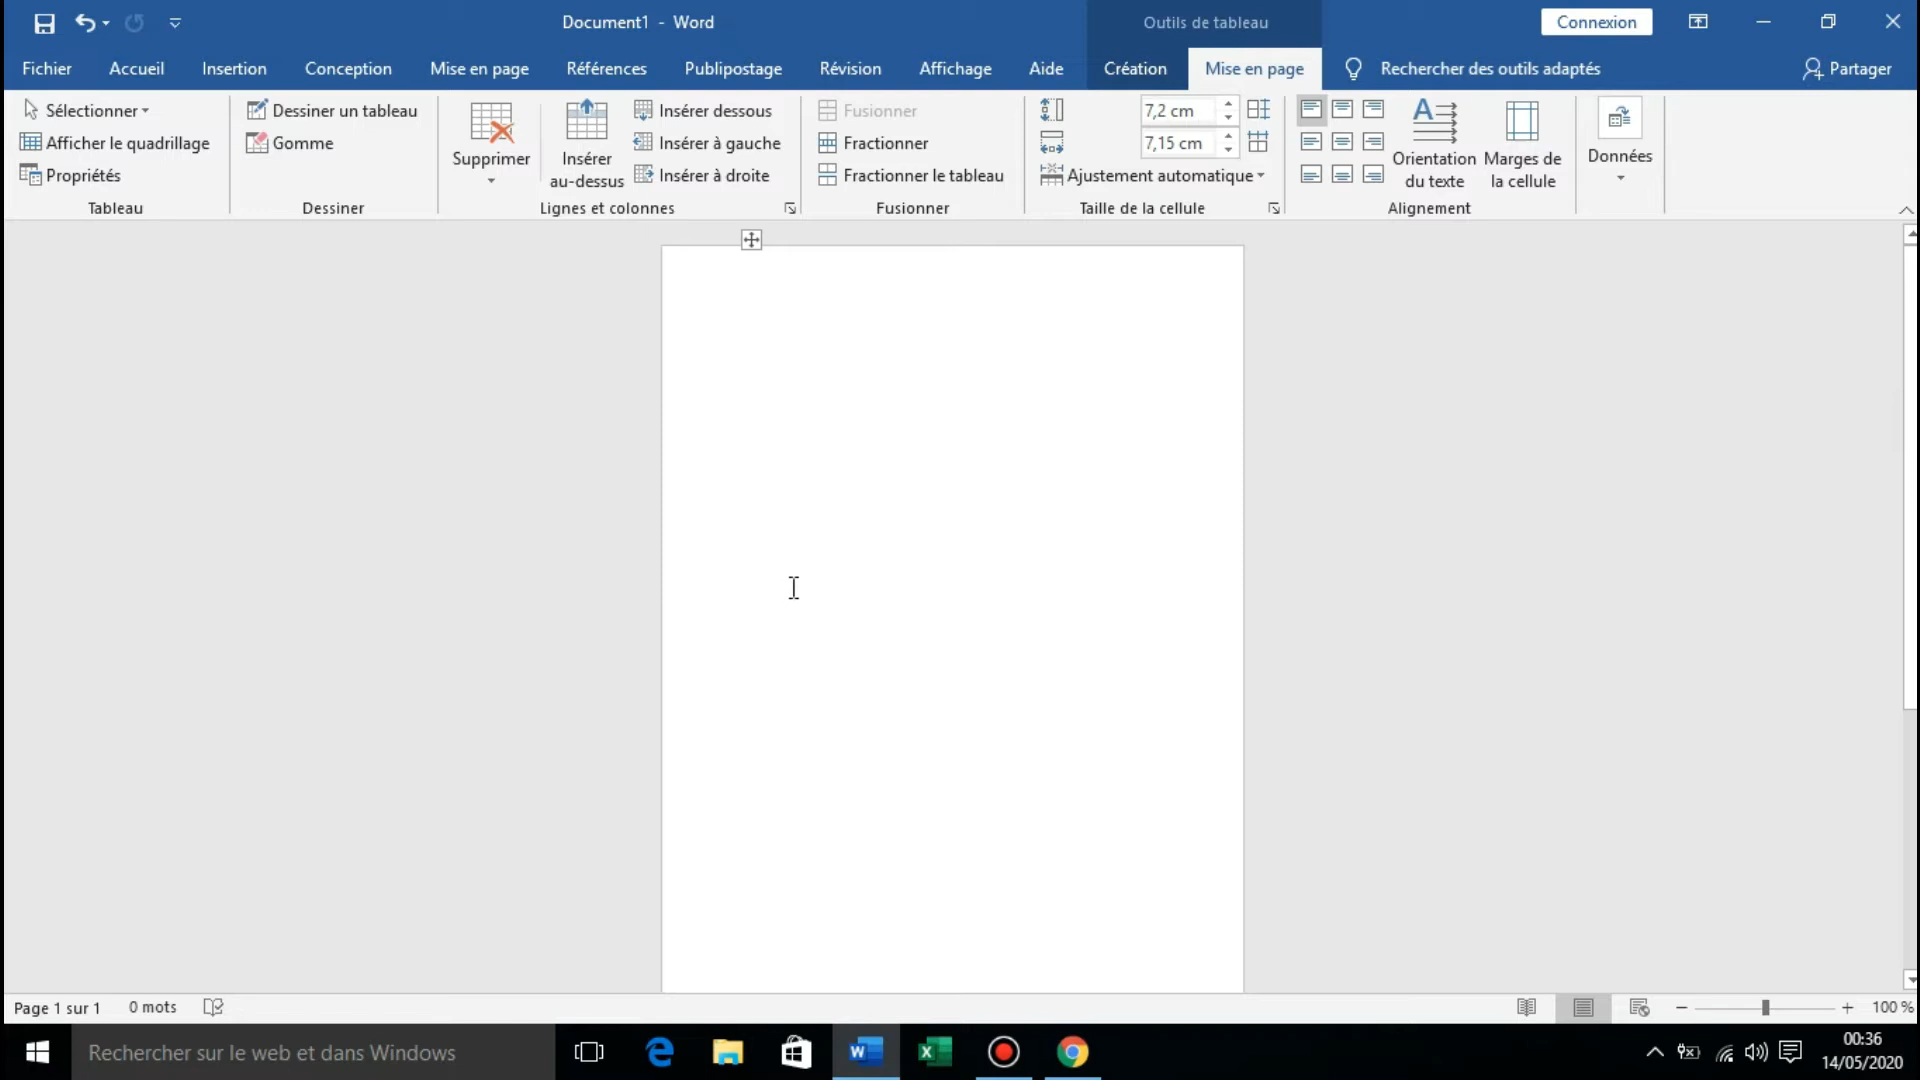 Document1 - Word
Outils de tableau
Connexion
Fichier
Accueil
Insertion
Conception
Mise en page
Références
Publipostage
Révision
Affichage
Aide
Création
Mise en page
Rechercher des outils adaptés
Partager
Sélectionner
Afficher le quadrillage
Propriétés
Tableau
Dessiner un tableau
Gomme
Dessiner
Supprimer
Insérer
au-dessus
Insérer dessous
Insérer à gauche
Insérer à droite
Lignes et colonnes
Fusionner
Fractionner
Fractionner le tableau
Fusionner
7,2 cm
7,15 cm
Ajustement automatique
Taille de la cellule
Orientation
du texte
Marges de
la cellule
Alignement
Données
Page 1 sur 1
0 mots
100 %
Rechercher sur le web et dans Windows
00:36
14/05/2020